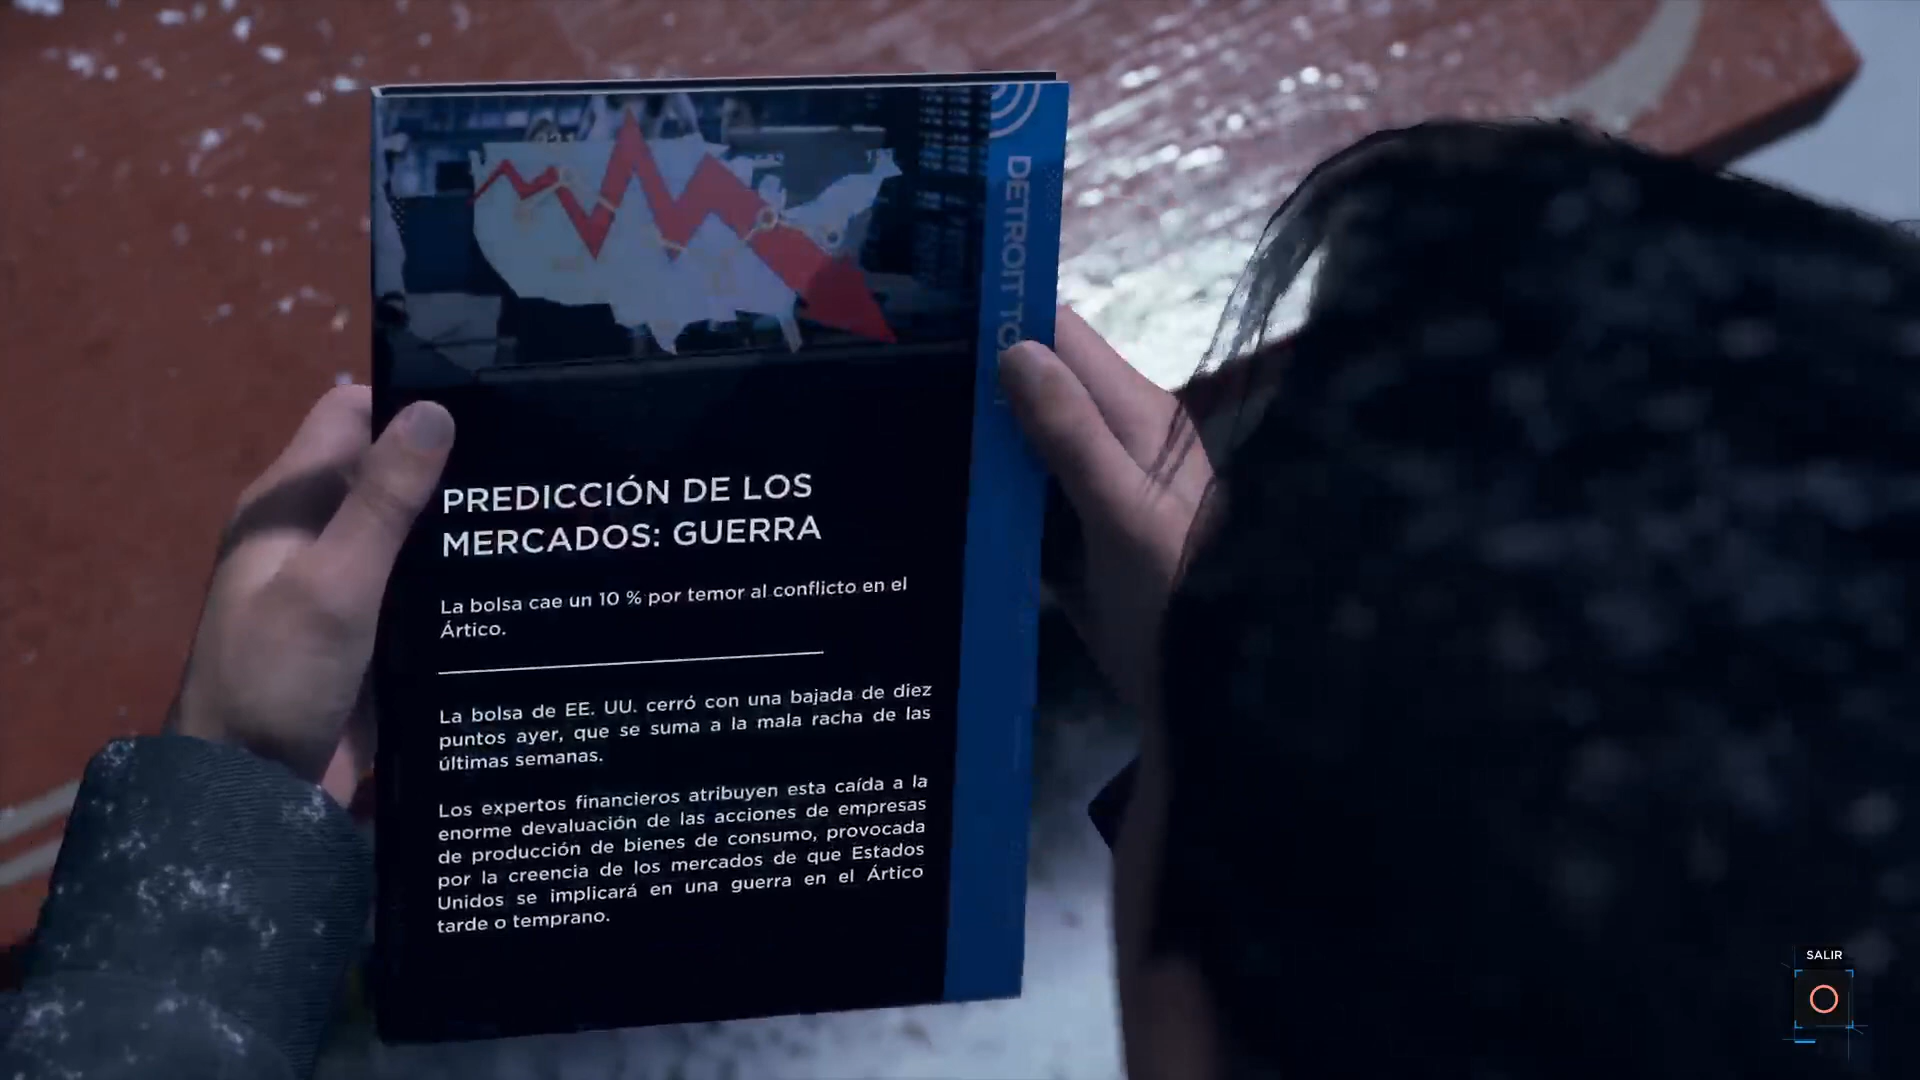 DETROIT
PREDICCIÓN DE LOS
MERCADOS: GUERRA
La bolsa cae un 10 % por temor al conflicto en el
Ártico.
La bolsa de EE. UU. cerró con una bajada de diez
puntos ayer, que se suma a la mala racha de las
últimas semanas.
Los expertos financieros atribuyen esta caída a la
enorme devaluación de las acciones de empresas
de producción de bienes de consumo, provocada
por la creencia de los mercados de que Estados
Unidos se implicará en una guerra en el Ártico
tarde o temprano.
SALIR